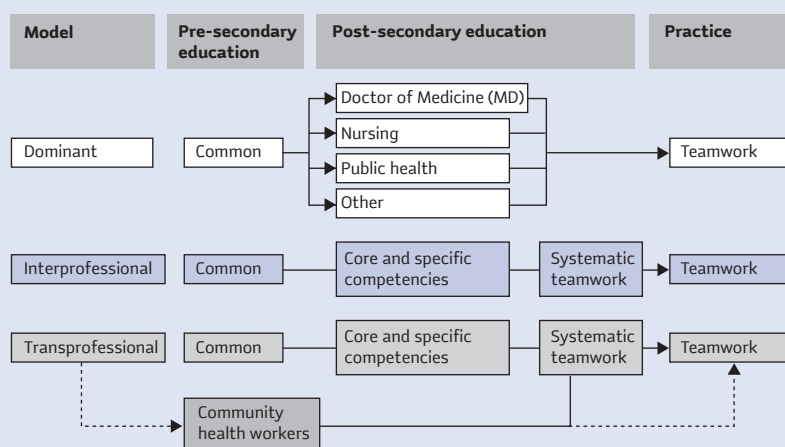 Model
Pre-secondary
education
Post-secondary education
Practice
Dominant
Common
Doctor of Medicine (MD)
Nursing
Public health
Other
Teamwork
Interprofessional
Common
Core and specific
competencies
Systematic
teamwork
Teamwork
Transprofessional
Common
Core and specific
competencies
Systematic
teamwork
Teamwork
Community
health workers